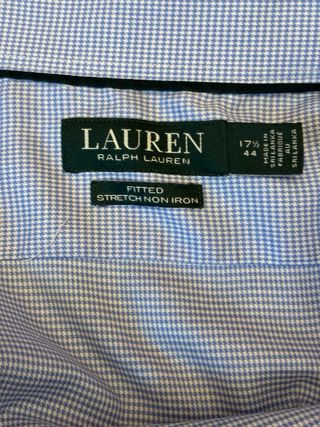 LAUREN
RALPH LAUREN
FITTED
STRETCH NON IRON
17½
44
MADE IN
SRI LANKA
FABRIQUÉ
AU
SRI LANKA